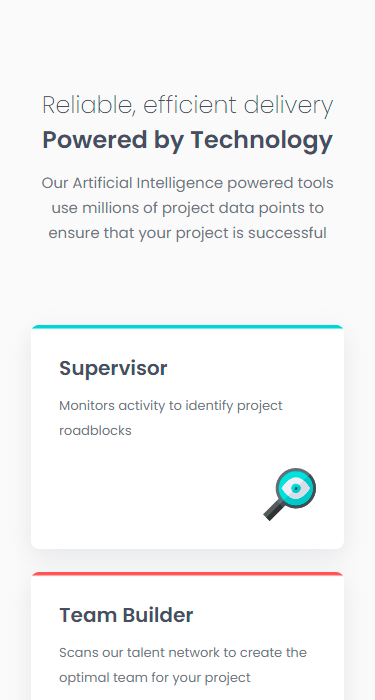 Reliable, efficient delivery
Powered by Technology
Our Artificial Intelligence powered tools
use millions of project data points to
ensure that your project is successful
Supervisor
Monitors activity to identify project
roadblocks
Team Builder
Scans our talent network to create the
optimal team for your project